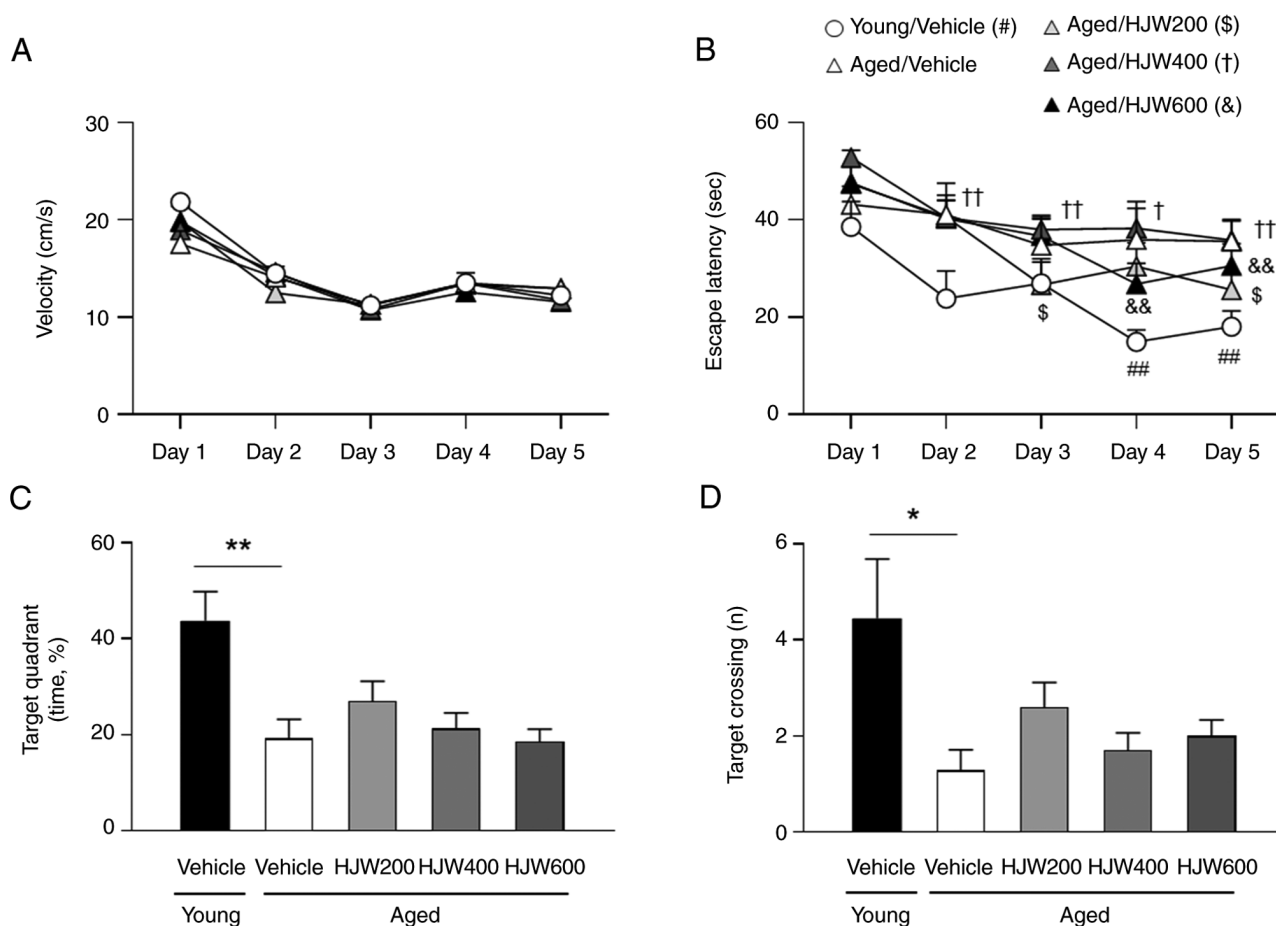 A
Velocity (cm/s)
30
20
10
0
Day 1 Day 2 Day 3 Day 4 Day 5
B
Young/Vehicle (#)
Aged/Vehicle
Aged/HJW200 ($)
Aged/HJW400 (†)
Aged/HJW600 (&)
Escape latency (sec)
60
40
20
0
†† †† † ††
&& &&
$ $
## ##
Day 1 Day 2 Day 3 Day 4 Day 5
C
Target quadrant
(time, %)
60
40
20
0
**
Vehicle Vehicle HJW200 HJW400 HJW600
Young Aged
D
Target crossing (n)
6
4
2
0
*
Vehicle Vehicle HJW200 HJW400 HJW600
Young Aged